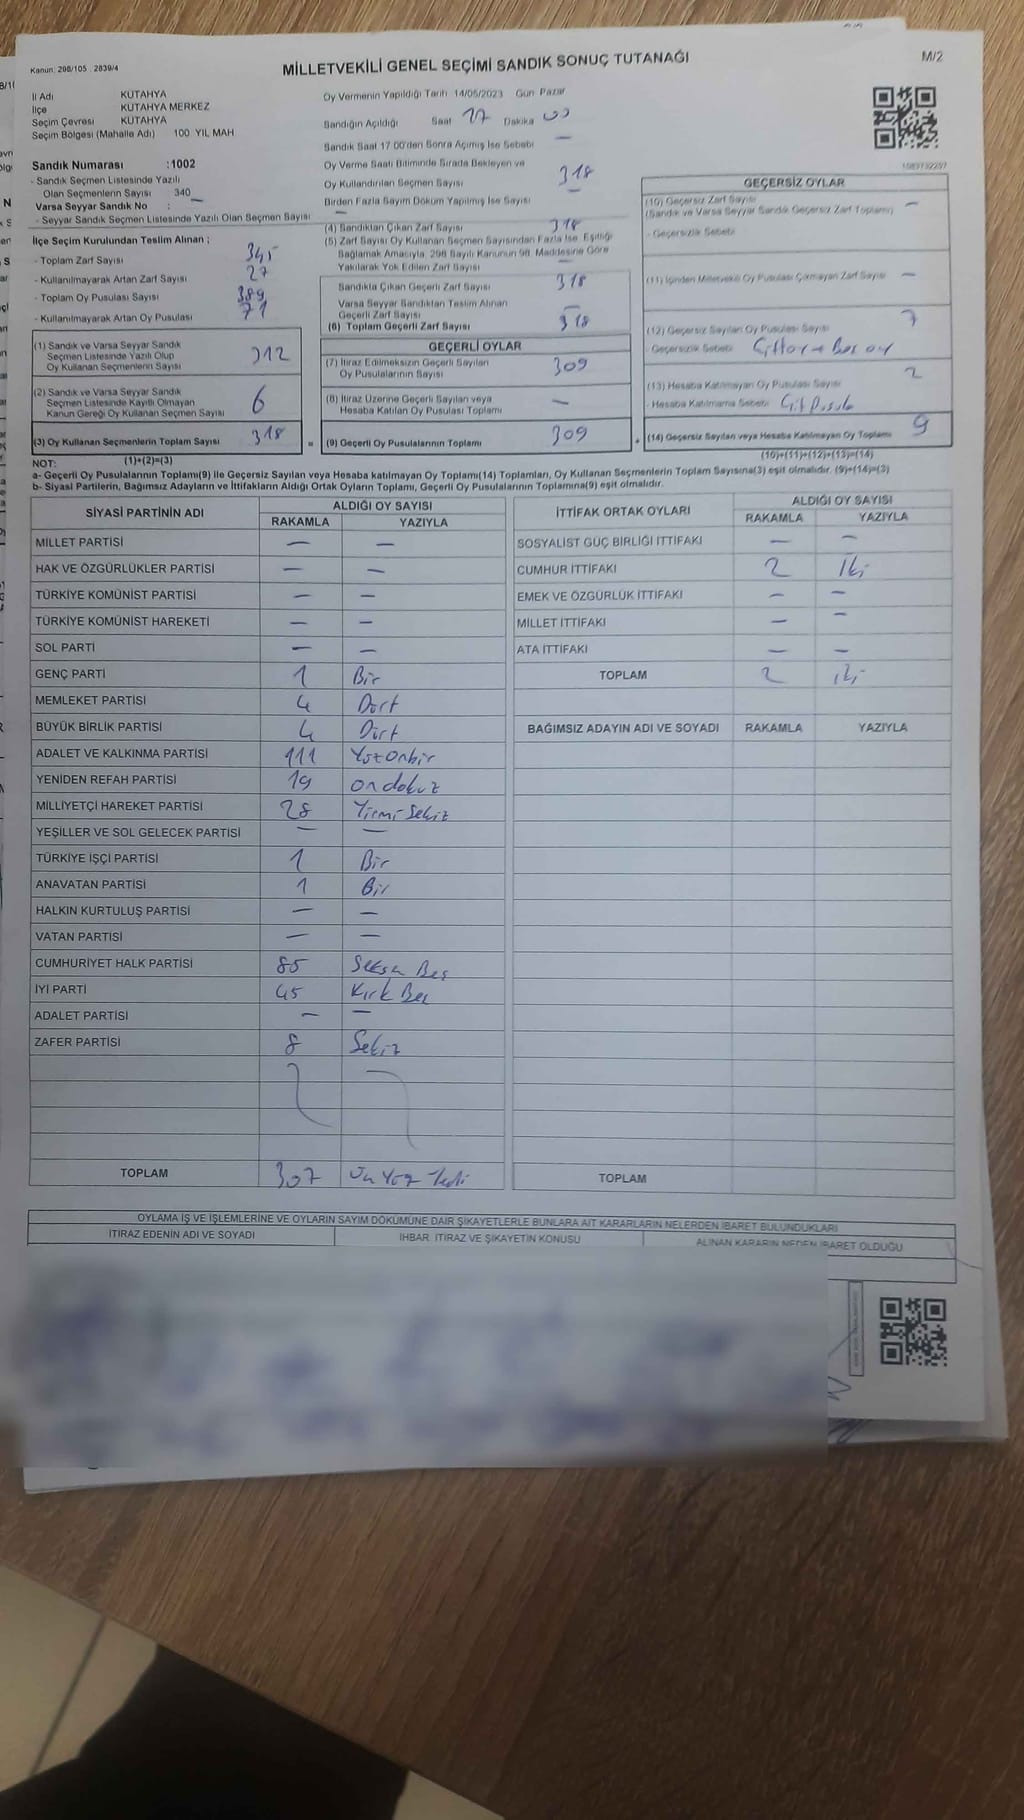 Kanun: 298/105 . 2839/4
MİLLETVEKİLİ GENEL SEÇİMİ SANDIK SONUÇ TUTANAĞI
M/2
İl Adı KÜTAHYA
İlçe KÜTAHYA MERKEZ
Seçim Çevresi KÜTAHYA
Seçim Bölgesi (Mahalle Adı) 100. YIL MAH.
Sandık Numarası :1002
- Sandık Seçmen Listesinde Yazılı
Olan Seçmenlerin Sayısı 340
Varsa Seyyar Sandık No : —
- Seyyar Sandık Seçmen Listesinde Yazılı Olan Seçmen Sayısı
İlçe Seçim Kurulundan Teslim Alınan :
- Toplam Zarf Sayısı 345
- Kullanılmayarak Artan Zarf Sayısı 27
- Toplam Oy Pusulası Sayısı 389
- Kullanılmayarak Artan Oy Pusulası 71
(1) Sandık ve Varsa Seyyar Sandık
Seçmen Listesinde Yazılı Olup
Oy Kullanan Seçmenlerin Sayısı 312
(2) Sandık ve Varsa Seyyar Sandık
Seçmen Listesinde Kayıtlı Olmayan
Kanun Gereği Oy Kullanan Seçmen Sayısı 6
(3) Oy Kullanan Seçmenlerin Toplam Sayısı 318
(1)+(2)=(3)
Oy Vermenin Yapıldığı Tarih 14/05/2023 Gün Pazar
Sandığın Açıldığı Saat 17 Dakika 00
Sandık Saat 17.00'den Sonra Açılmış İse Sebebi —
Oy Verme Saati Bitiminde Sırada Bekleyen ve
Oy Kullandırılan Seçmen Sayısı 318
Birden Fazla Sayım Döküm Yapılmış İse Sayısı —
(4) Sandıktan Çıkan Zarf Sayısı 318
(5) Zarf Sayısı Oy Kullanan Seçmen Sayısından Fazla İse, Eşitliği
Sağlamak Amacıyla, 298 Sayılı Kanunun 98. Maddesine Göre
Yakılarak Yok Edilen Zarf Sayısı —
Sandıkta Çıkan Geçerli Zarf Sayısı 318
Varsa Seyyar Sandıktan Teslim Alınan
Geçerli Zarf Sayısı —
(6) Toplam Geçerli Zarf Sayısı 318
GEÇERLİ OYLAR
(7) İtiraz Edilmeksizin Geçerli Sayılan
Oy Pusulalarının Sayısı 309
(8) İtiraz Üzerine Geçerli Sayılan veya
Hesaba Katılan Oy Pusulası Toplamı —
= (9) Geçerli Oy Pusulalarının Toplamı 309
1089732257
GEÇERSİZ OYLAR
(10) Geçersiz Zarf Sayısı —
(Sandık ve Varsa Seyyar Sandık Geçersiz Zarf Toplamı)
- Geçersizlik Sebebi
(11) İçinden Milletvekili Oy Pusulası Çıkmayan Zarf Sayısı —
(12) Geçersiz Sayılan Oy Pusulası Sayısı 7
- Geçersizlik Sebebi
(13) Hesaba Katılmayan Oy Pusulası Sayısı 2
- Hesaba Katılmama Sebebi Çift Pusula
+ (14) Geçersiz Sayılan veya Hesaba Katılmayan Oy Toplamı 9
(10)+(11)+(12)+(13)=(14)
NOT:
a- Geçerli Oy Pusulalarının Toplamı(9) ile Geçersiz Sayılan veya Hesaba katılmayan Oy Toplamı(14) Toplamları, Oy Kullanan Seçmenlerin Toplam Sayısına(3) eşit olmalıdır. (9)+(14)=(3)
b- Siyasi Partilerin, Bağımsız Adayların ve İttifakların Aldığı Ortak Oyların Toplamı, Geçerli Oy Pusulalarının Toplamına(9) eşit olmalıdır.
SİYASİ PARTİNİN ADI ALDIĞI OY SAYISI
RAKAMLA YAZIYLA
MİLLET PARTİSİ — —
HAK VE ÖZGÜRLÜKLER PARTİSİ — —
TÜRKİYE KOMÜNİST PARTİSİ — —
TÜRKİYE KOMÜNİST HAREKETİ — —
SOL PARTİ — —
GENÇ PARTİ 1 Bir
MEMLEKET PARTİSİ 4 Dört
BÜYÜK BİRLİK PARTİSİ 4 Dört
ADALET VE KALKINMA PARTİSİ 111 Yüz Onbir
YENİDEN REFAH PARTİSİ 19 on dokuz
MİLLİYETÇİ HAREKET PARTİSİ 28 Yirmi Sekiz
YEŞİLLER VE SOL GELECEK PARTİSİ — —
TÜRKİYE İŞÇİ PARTİSİ 1 Bir
ANAVATAN PARTİSİ 1 Bir
HALKIN KURTULUŞ PARTİSİ — —
VATAN PARTİSİ — —
CUMHURİYET HALK PARTİSİ 85 Seksen Beş
İYİ PARTİ 45 Kırk Beş
ADALET PARTİSİ — —
ZAFER PARTİSİ 8 Sekiz
TOPLAM 307 Üç Yüz Yedi
İTTİFAK ORTAK OYLARI ALDIĞI OY SAYISI
RAKAMLA YAZIYLA
SOSYALİST GÜÇ BİRLİĞİ İTTİFAKI — —
CUMHUR İTTİFAKI 2 İki
EMEK VE ÖZGÜRLÜK İTTİFAKI — —
MİLLET İTTİFAKI — —
ATA İTTİFAKI — —
TOPLAM 2 iki
BAĞIMSIZ ADAYIN ADI VE SOYADI RAKAMLA YAZIYLA
TOPLAM
OYLAMA İŞ VE İŞLEMLERİNE VE OYLARIN SAYIM DÖKÜMÜNE DAİR ŞİKAYETLERLE BUNLARA AİT KARARLARIN NELERDEN İBARET BULUNDUKLARI
İTİRAZ EDENİN ADI VE SOYADI İHBAR, İTİRAZ VE ŞİKAYETİN KONUSU ALINAN KARARIN NEDEN İBARET OLDUĞU